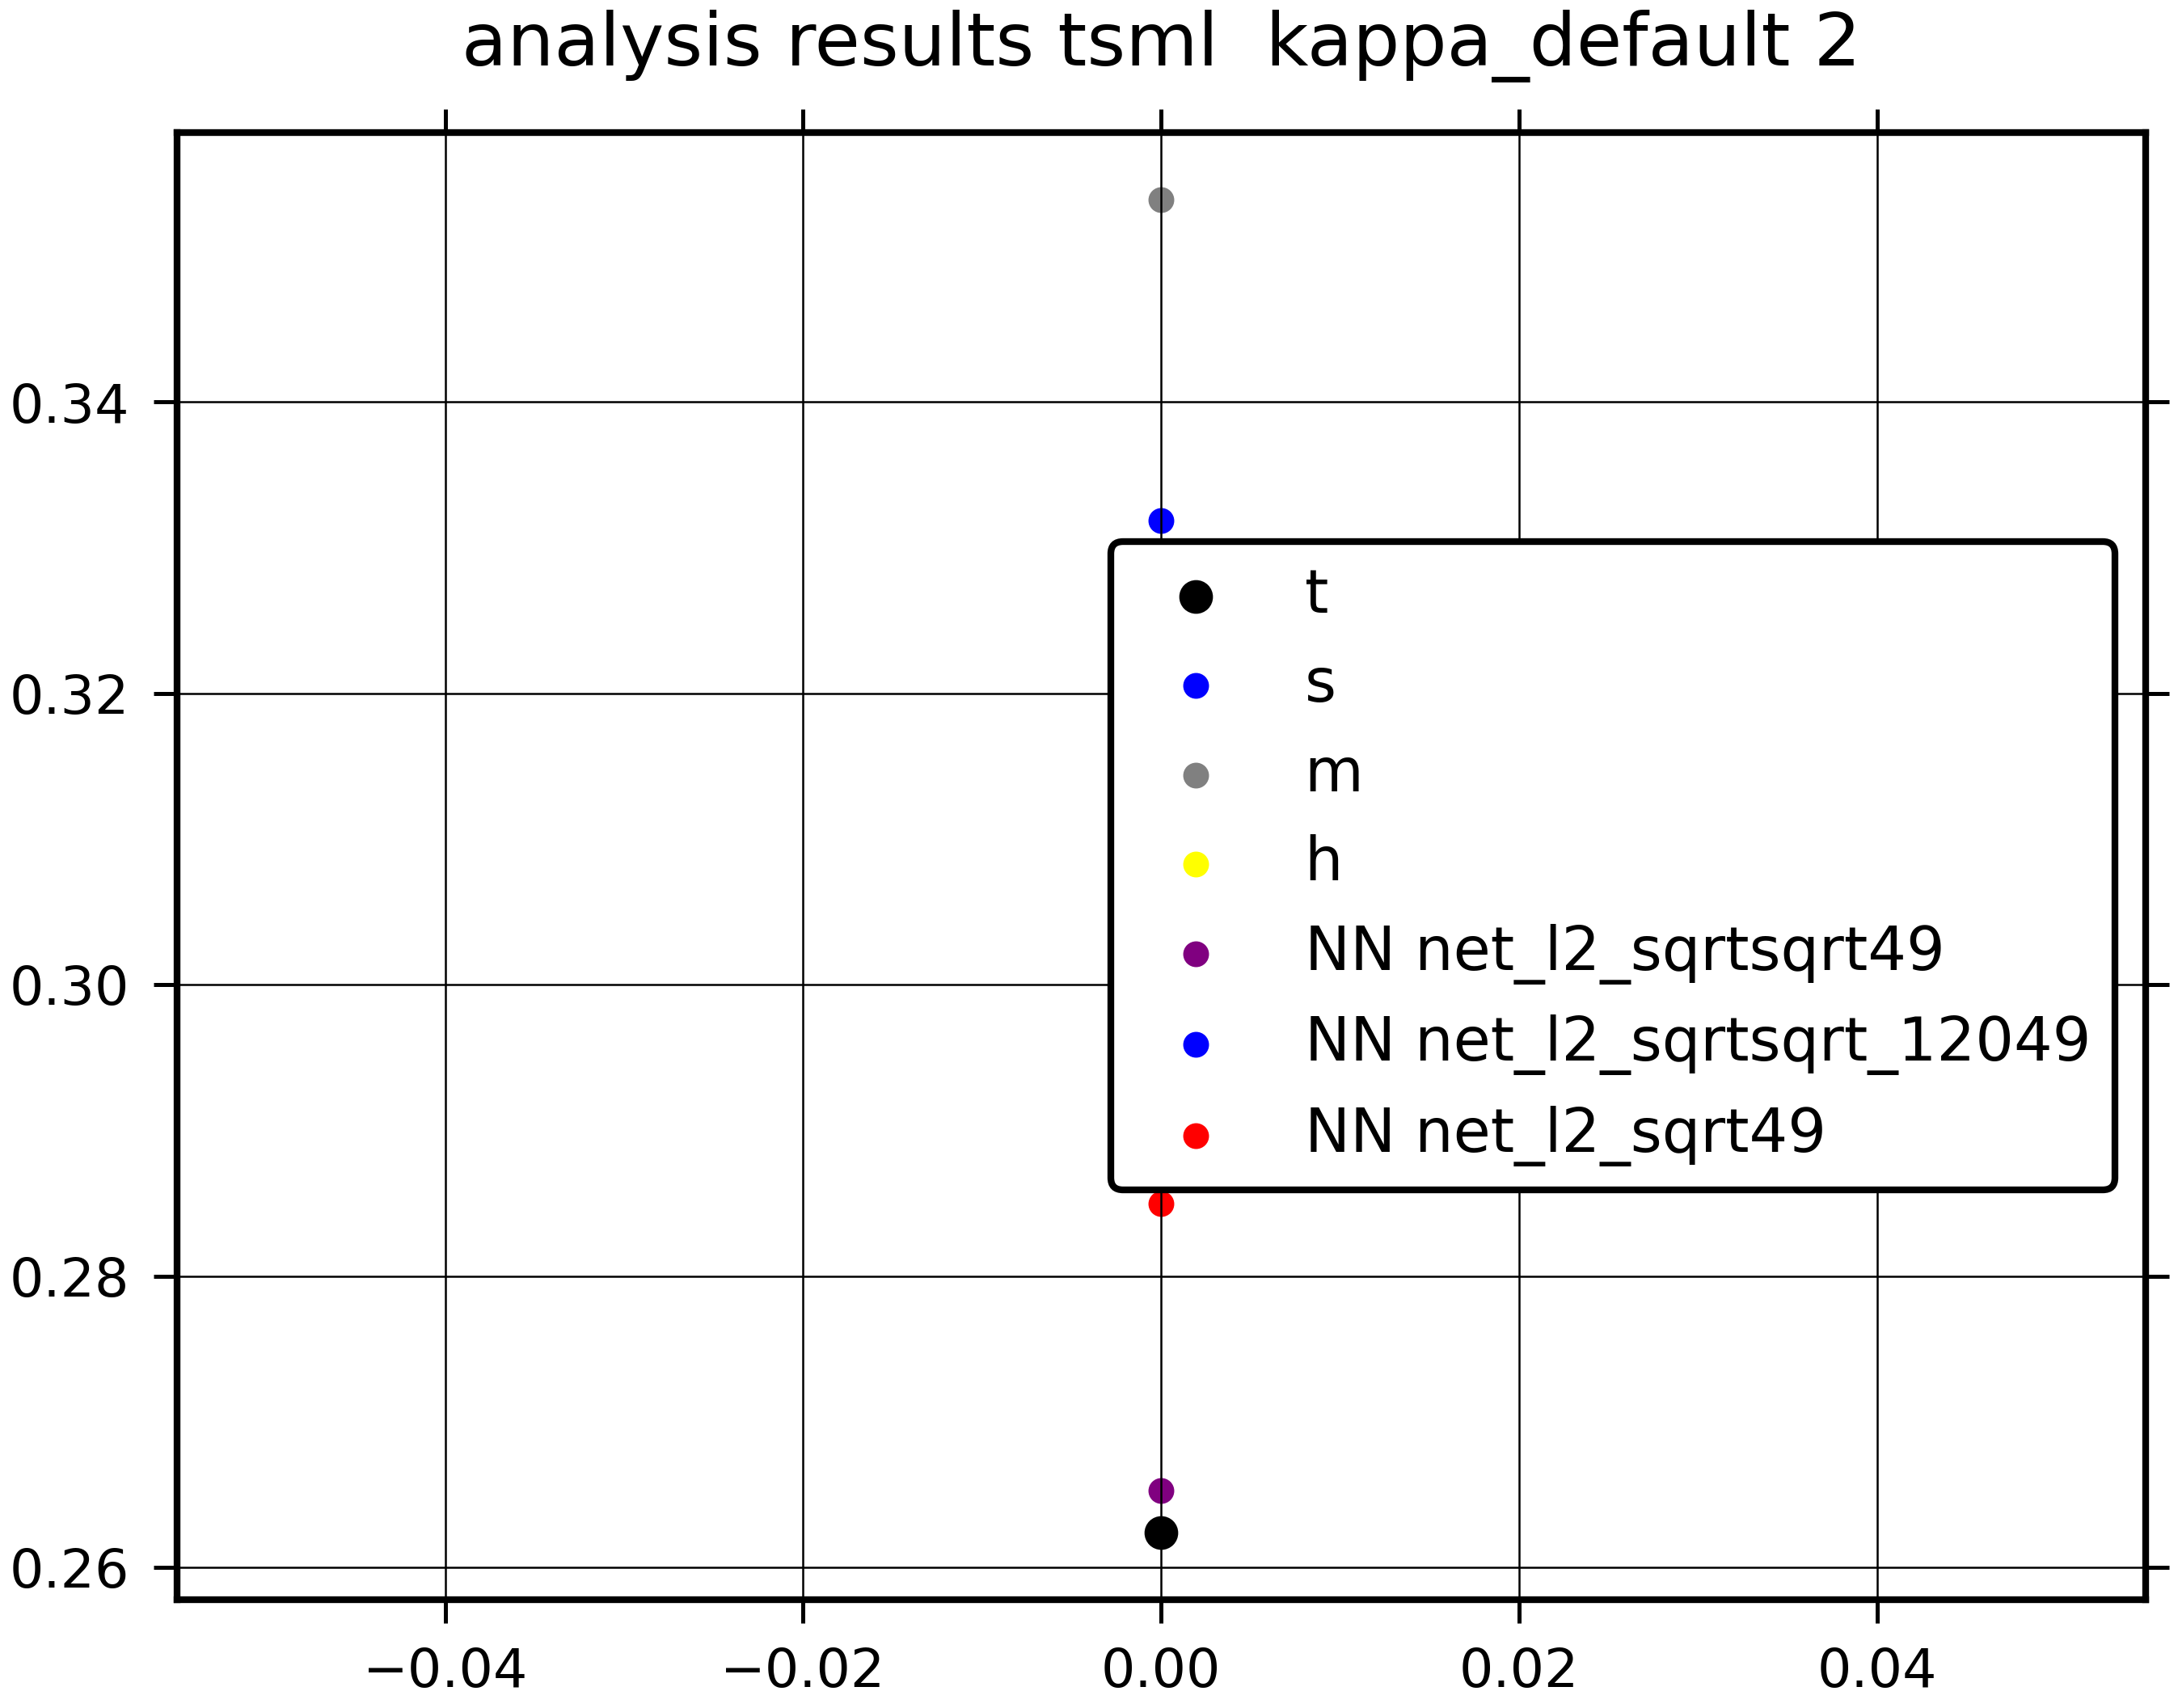 analysis results tsml  kappa_default 2
0.34
0.32
0.30
0.28
0.26
t
s
m
h
NN net_l2_sqrtsqrt49
NN net_l2_sqrtsqrt_12049
NN net_l2_sqrt49
−0.04 −0.02 0.00 0.02 0.04